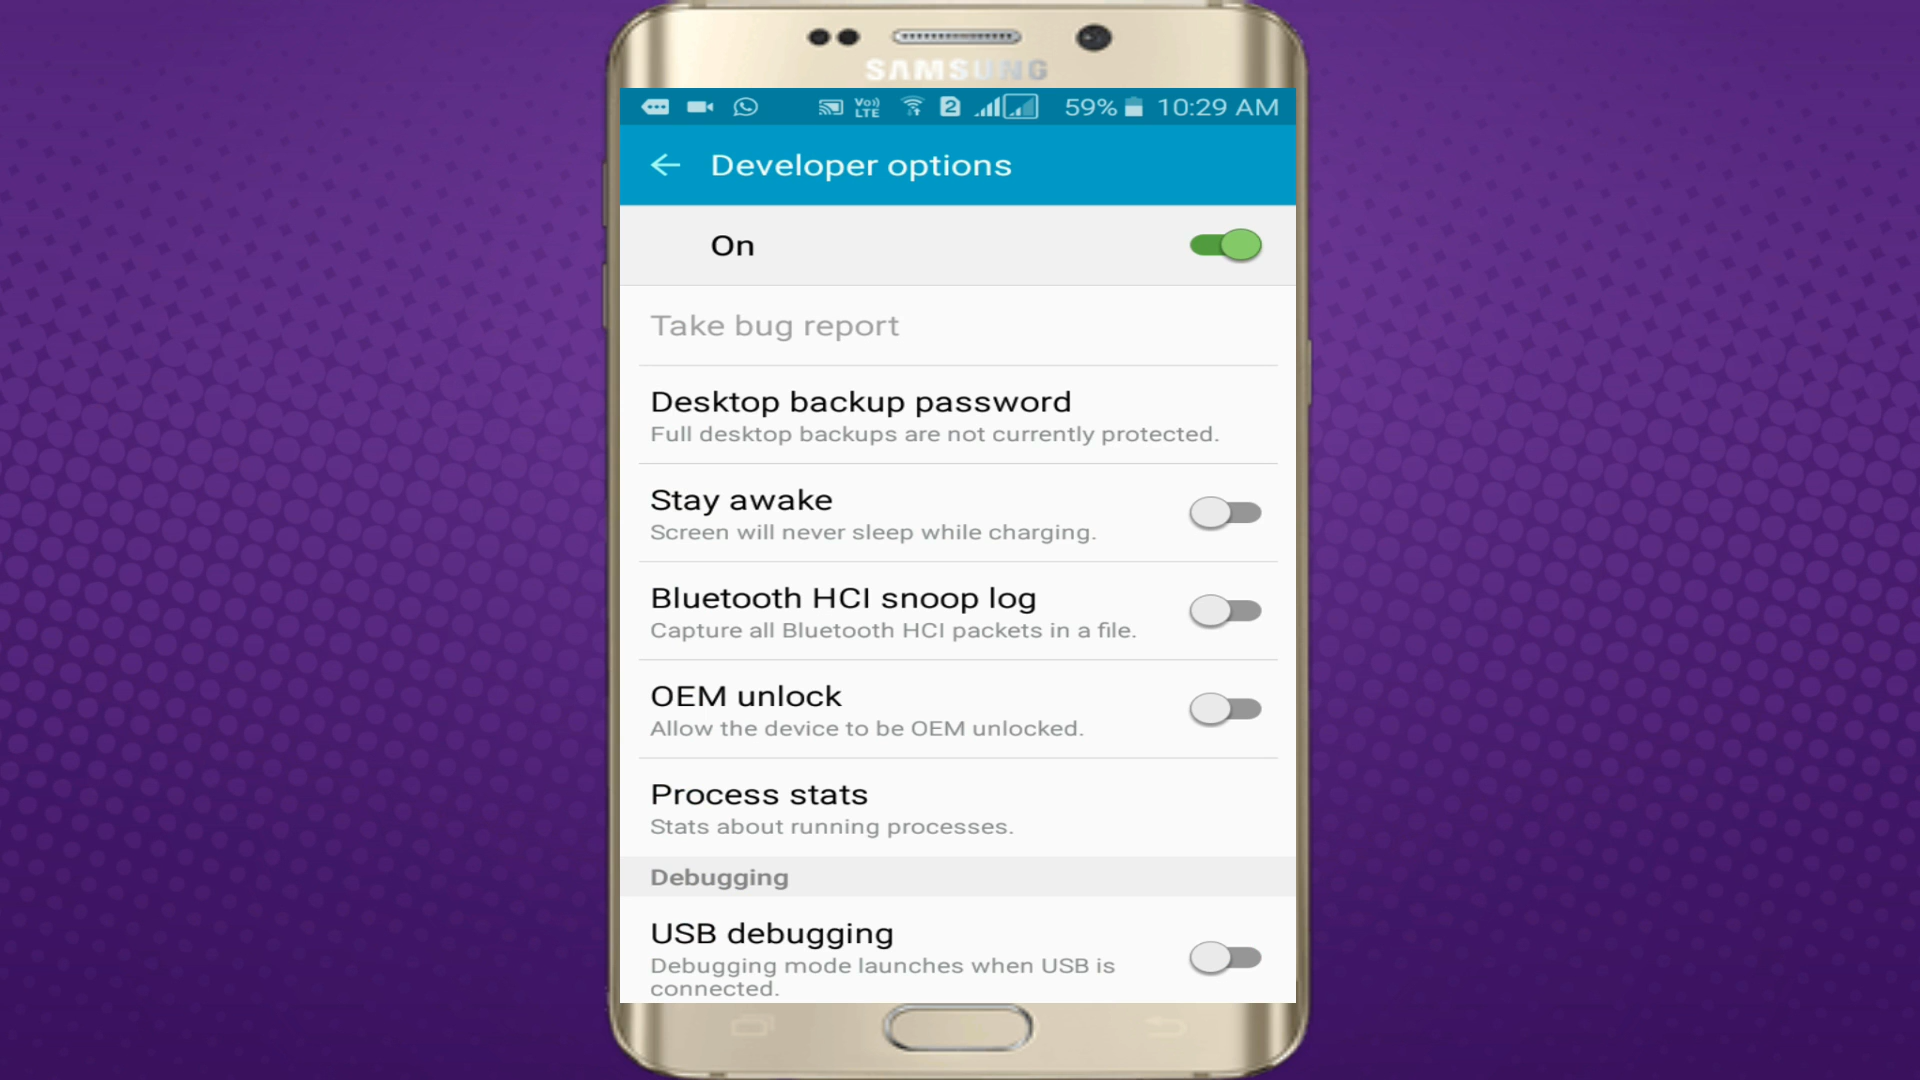 SAMSUNG
Vo)) LTE 2 59% 10:29 AM
Developer options
On
Take bug report
Desktop backup password
Full desktop backups are not currently protected.
Stay awake
Screen will never sleep while charging.
Bluetooth HCI snoop log
Capture all Bluetooth HCI packets in a file.
OEM unlock
Allow the device to be OEM unlocked.
Process stats
Stats about running processes.
Debugging
USB debugging
Debugging mode launches when USB is
connected.